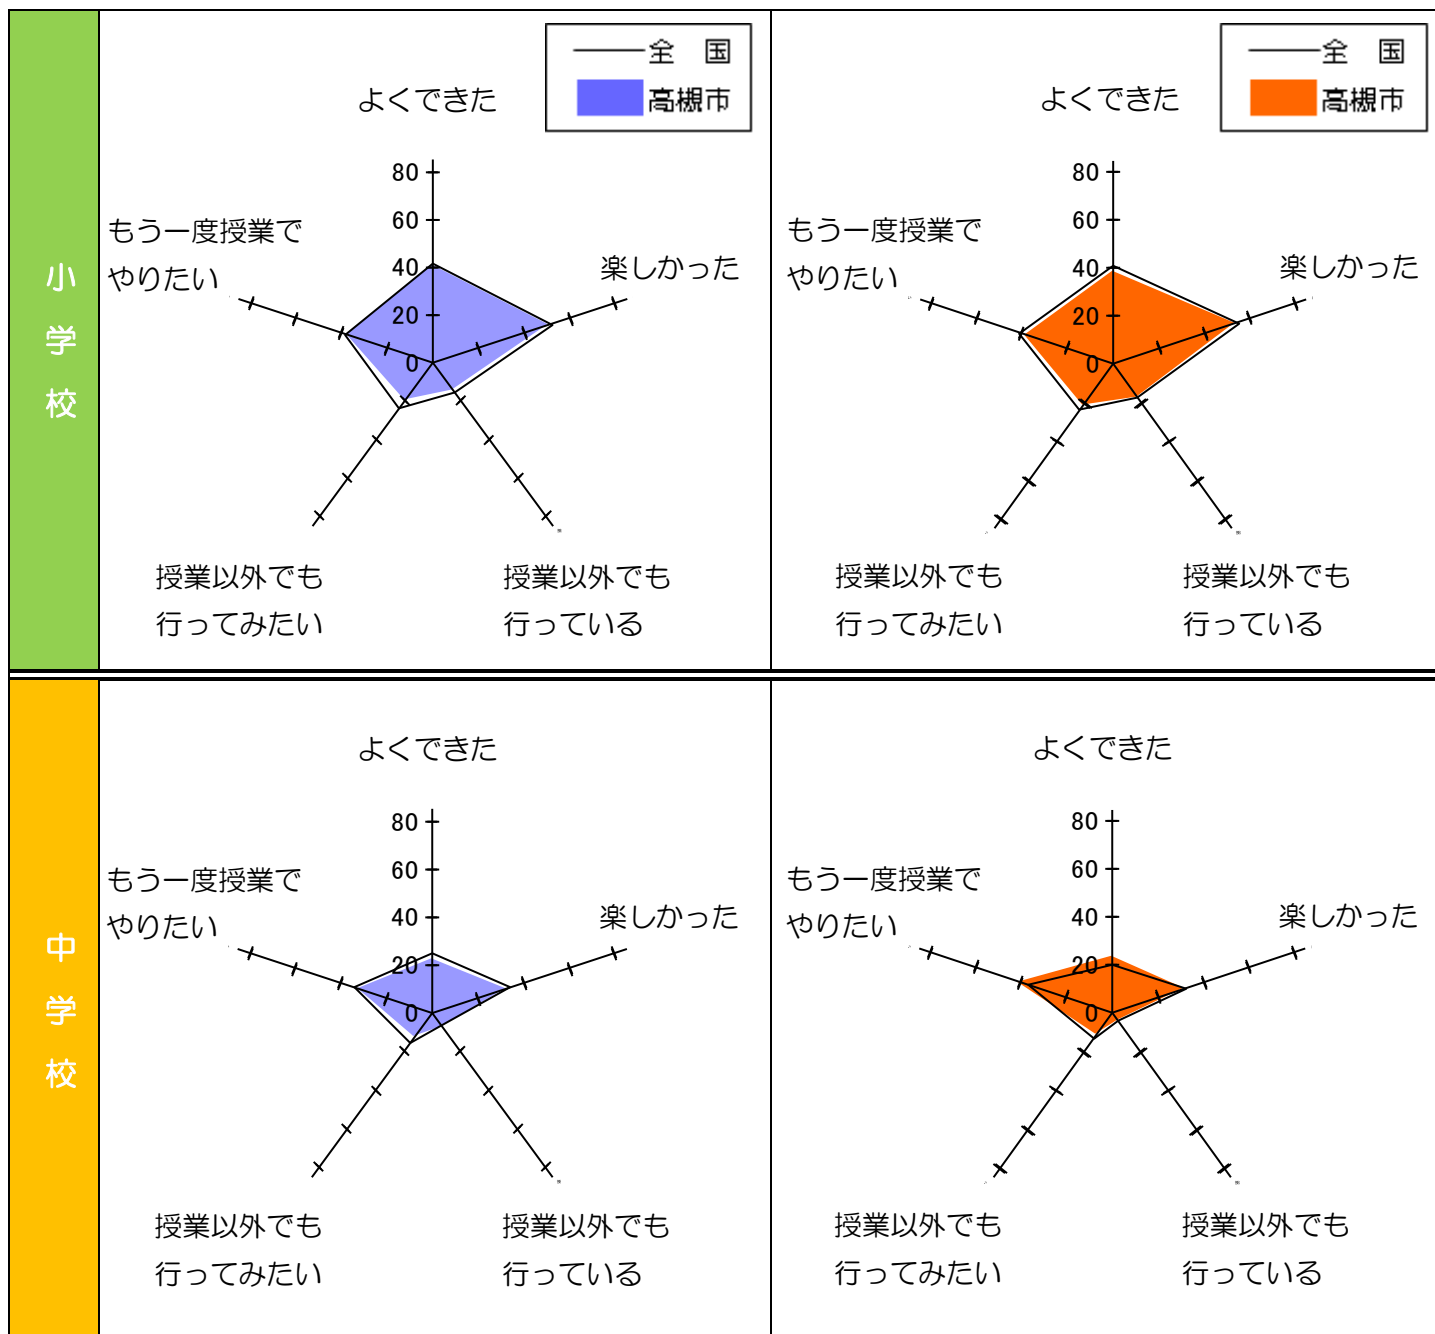 小学校
全 国
高槻市
よくできた
80
60
40
20
0
もう一度授業で
やりたい
楽しかった
授業以外でも
行ってみたい
授業以外でも
行っている
全 国
高槻市
よくできた
80
60
40
20
0
もう一度授業で
やりたい
楽しかった
授業以外でも
行ってみたい
授業以外でも
行っている
中学校
よくできた
80
60
40
20
0
もう一度授業で
やりたい
楽しかった
授業以外でも
行ってみたい
授業以外でも
行っている
よくできた
80
60
40
20
0
もう一度授業で
やりたい
楽しかった
授業以外でも
行ってみたい
授業以外でも
行っている